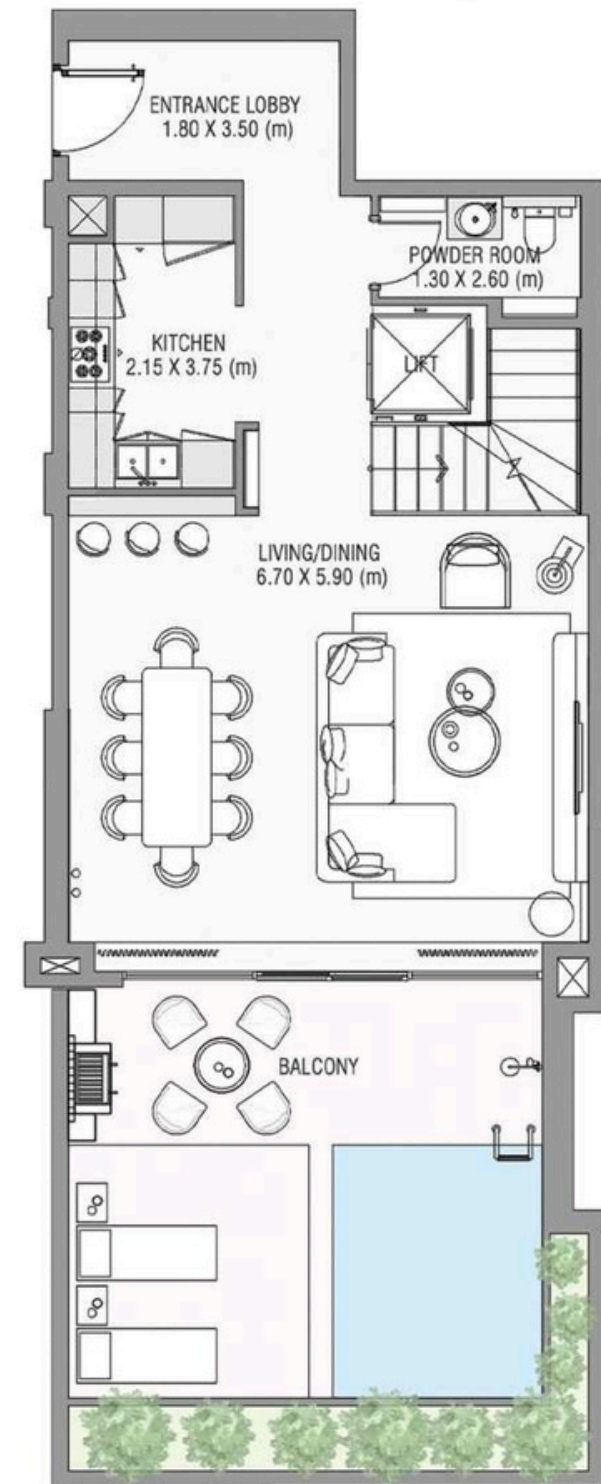 ENTRANCE LOBBY
1.80 X 3.50 (m)
POWDER ROOM
1.30 X 2.60 (m)
KITCHEN
2.15 X 3.75 (m)
LIFT
LIVING/DINING
6.70 X 5.90 (m)
BALCONY